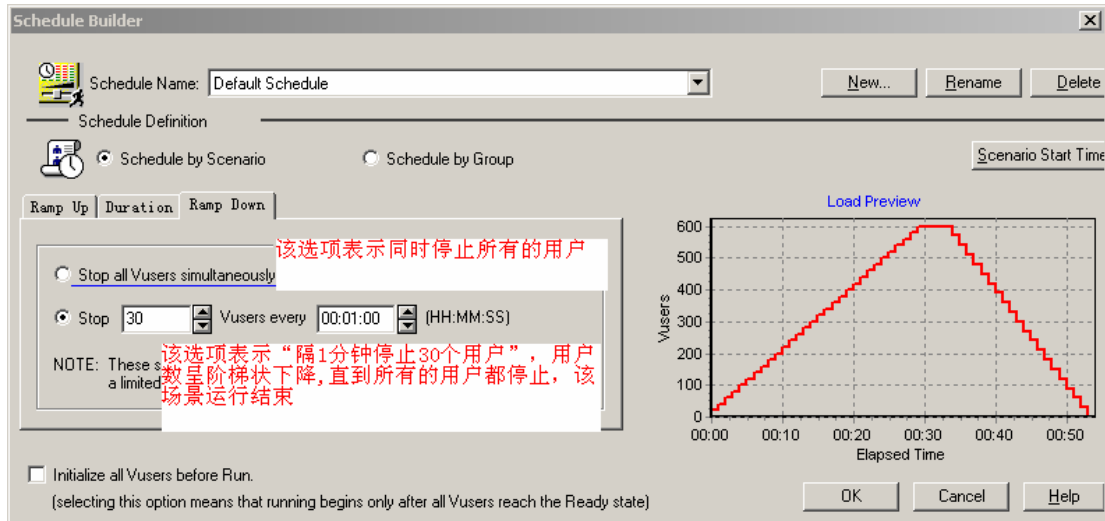 Schedule Builder
Schedule Name: Default Schedule
New...
Rename
Delete
Schedule Definition
Schedule by Scenario
Schedule by Group
Scenario Start Time
Ramp Up
Duration
Ramp Down
该选项表示同时停止所有的用户
Stop all Vusers simultaneously
Stop 30 Vusers every 00:01:00 (HH:MM:SS)
该选项表示“隔1分钟停止30个用户”，用户
数呈阶梯状下降,直到所有的用户都停止，该
场景运行结束
NOTE: These
a limited
Load Preview
600
500
400
300
200
100
0
Vusers
00:00 00:10 00:20 00:30 00:40 00:50
Elapsed Time
Initialize all Vusers before Run.
(selecting this option means that running begins only after all Vusers reach the Ready state)
OK
Cancel
Help